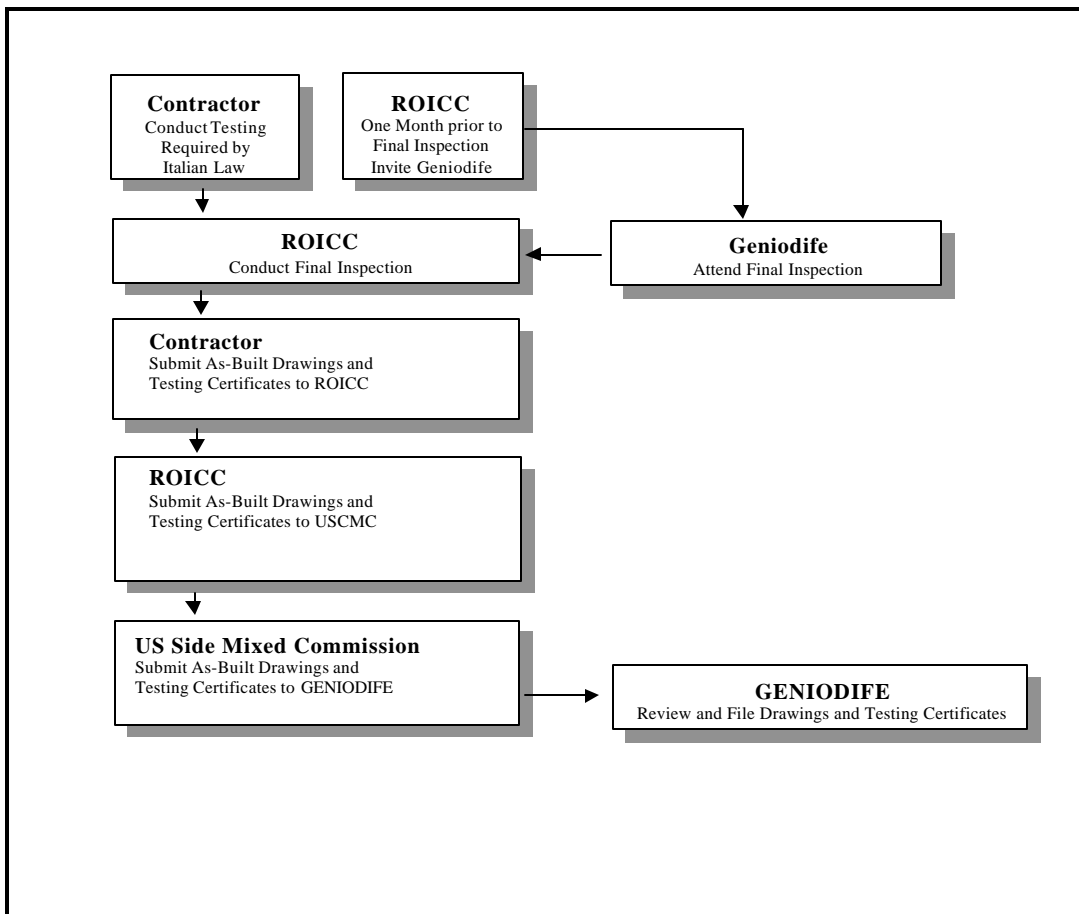 Contractor
Conduct Testing
Required by
Italian Law
ROICC
One Month prior to
Final Inspection
Invite Geniodife
ROICC
Conduct Final Inspection
Geniodife
Attend Final Inspection
Contractor
Submit As-Built Drawings and
Testing Certificates to ROICC
ROICC
Submit As-Built Drawings and
Testing Certificates to USCMC
US Side Mixed Commission
Submit As-Built Drawings and
Testing Certificates to GENIODIFE
GENIODIFE
Review and File Drawings and Testing Certificates